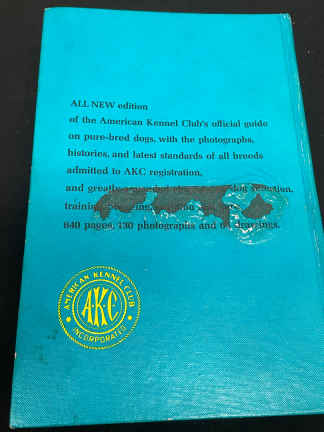 ALL NEW edition
of the American Kennel Club's official guide
on pure-bred dogs, with the photographs,
histories, and latest standards of all breeds
admitted to AKC registration,
and greatly selection,
training,
640 pages, 130 photographs and drawings.
AMERICAN KENNEL CLUB
A·K·C
INCORPORATED